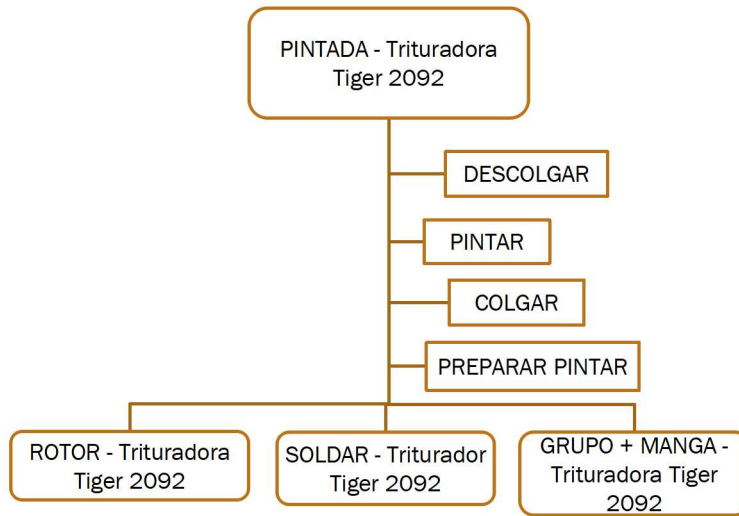 PINTADA - Trituradora
Tiger 2092
DESCOLGAR
PINTAR
COLGAR
PREPARAR PINTAR
ROTOR - Trituradora
Tiger 2092
SOLDAR - Triturador
Tiger 2092
GRUPO + MANGA -
Trituradora Tiger
2092